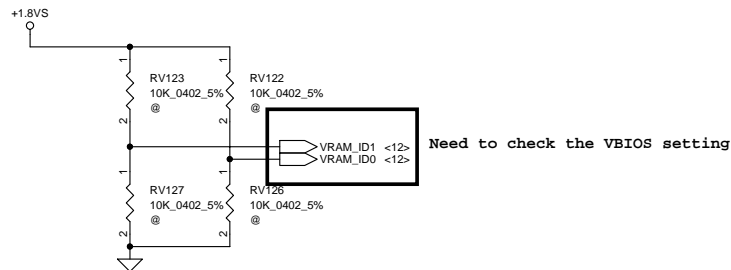 +1.8VS
1
1
RV123
RV122
10K_0402_5%
10K_0402_5%
@
@
2
2
VRAM_ID1 <12>
VRAM_ID0 <12>
Need to check the VBIOS setting
1
1
RV127
RV126
10K_0402_5%
10K_0402_5%
@
@
2
2